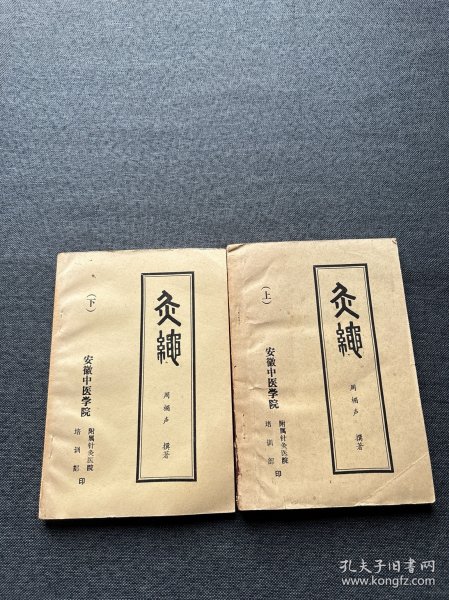 灸繩
周楣声 撰著
(下)
安徽中医学院
附属针灸医院
培训部 印
灸繩
周楣声 撰著
(上)
安徽中医学院
附属针灸医院
培训部 印
孔夫子旧书网
www.kongfz.com